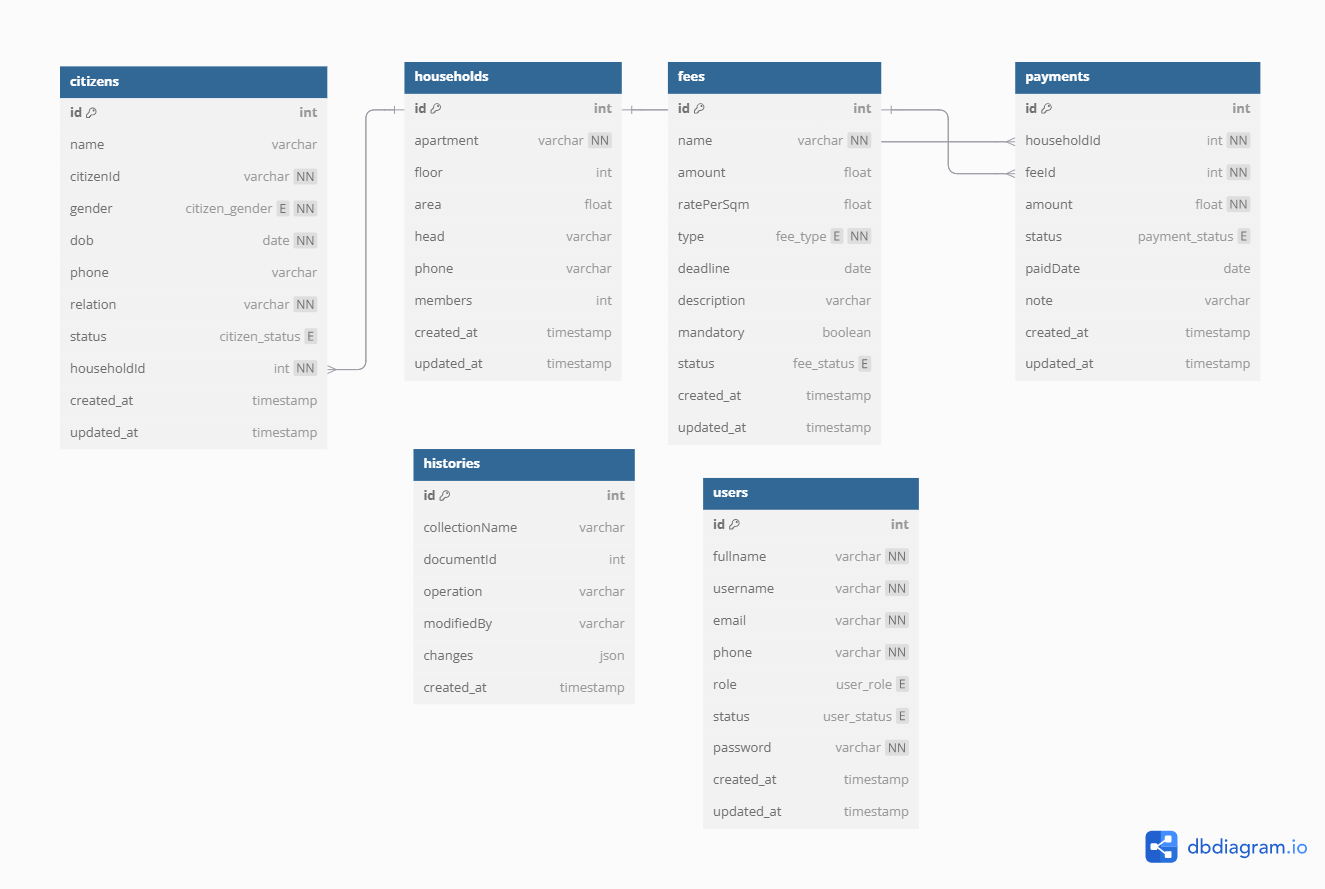 citizens
id int
name varchar
citizenId varchar NN
gender citizen_gender E NN
dob date NN
phone varchar
relation varchar NN
status citizen_status E
householdId int NN
created_at timestamp
updated_at timestamp
households
id int
apartment varchar NN
floor int
area float
head varchar
phone varchar
members int
created_at timestamp
updated_at timestamp
fees
id int
name varchar NN
amount float
ratePerSqm float
type fee_type E NN
deadline date
description varchar
mandatory boolean
status fee_status E
created_at timestamp
updated_at timestamp
payments
id int
householdId int NN
feeId int NN
amount float NN
status payment_status E
paidDate date
note varchar
created_at timestamp
updated_at timestamp
histories
id int
collectionName varchar
documentId int
operation varchar
modifiedBy varchar
changes json
created_at timestamp
users
id int
fullname varchar NN
username varchar NN
email varchar NN
phone varchar NN
role user_role E
status user_status E
password varchar NN
created_at timestamp
updated_at timestamp
dbdiagram.io